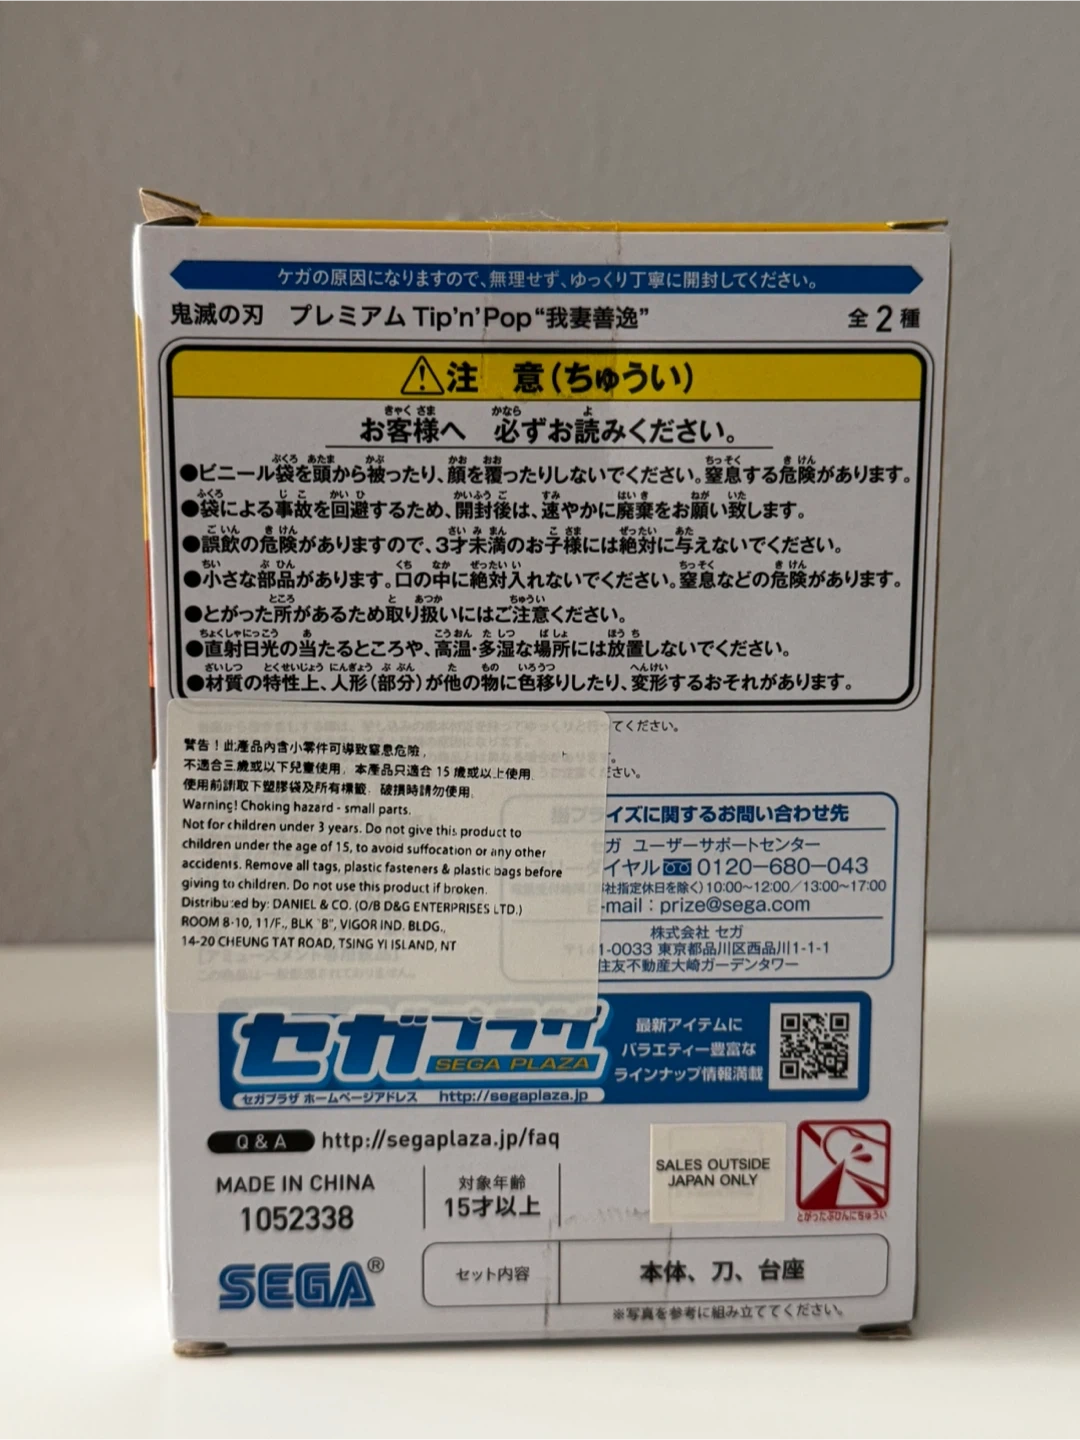 ケガの原因になりますので、無理せず、ゆっくり丁寧に開封してください。
鬼滅の刃 プレミアム Tip'n'Pop“我妻善逸” 全2種
注 意(ちゅうい)
お客様へ 必ずお読みください。
●ビニール袋を頭から被ったり、顔を覆ったりしないでください。窒息する危険があります。
●袋による事故を回避するため、開封後は、速やかに廃棄をお願い致します。
●誤飲の危険がありますので、3才未満のお子様には絶対に与えないでください。
●小さな部品があります。口の中に絶対入れないでください。窒息などの危険があります。
●とがった所があるため取り扱いにはご注意ください。
●直射日光の当たるところや、高温・多湿な場所には放置しないでください。
●材質の特性上、人形(部分)が他の物に色移りしたり、変形するおそれがあります。
てください。
ください。
警告!此產品內含小零件可導致窒息危險,
不適合三歲或以下兒童使用, 本產品只適合 15 歲或以上使用,
使用前請取下塑膠袋及所有標籤, 破損時請勿使用,
Warning! Choking hazard - small parts.
Not for children under 3 years. Do not give this product to
children under the age of 15, to avoid suffocation or any other
accidents. Remove all tags, plastic fasteners & plastic bags before
giving to children. Do not use this product if broken.
Distributed by: DANIEL & CO. (O/B D&G ENTERPRISES LTD.)
ROOM 8-10, 11/F., BLK "B", VIGOR IND. BLDG.,
14-20 CHEUNG TAT ROAD, TSING YI ISLAND, NT
プライズに関するお問い合わせ先
セガ ユーザーサポートセンター
ダイヤル 0120-680-043
社指定休日を除く)10:00~12:00/13:00~17:00
E-mail : prize@sega.com
株式会社 セガ
〒141-0033 東京都品川区西品川1-1-1
住友不動産大崎ガーデンタワー
セガプラザ
SEGA PLAZA
セガプラザ ホームページアドレス http://segaplaza.jp
最新アイテムに
バラエティー豊富な
ラインナップ情報満載
Q & A http://segaplaza.jp/faq
MADE IN CHINA
1052338
対象年齢
15才以上
SALES OUTSIDE
JAPAN ONLY
とがったぶひんにちゅうい
SEGA®
セット内容 本体、刀、台座
※写真を参考に組み立ててください。